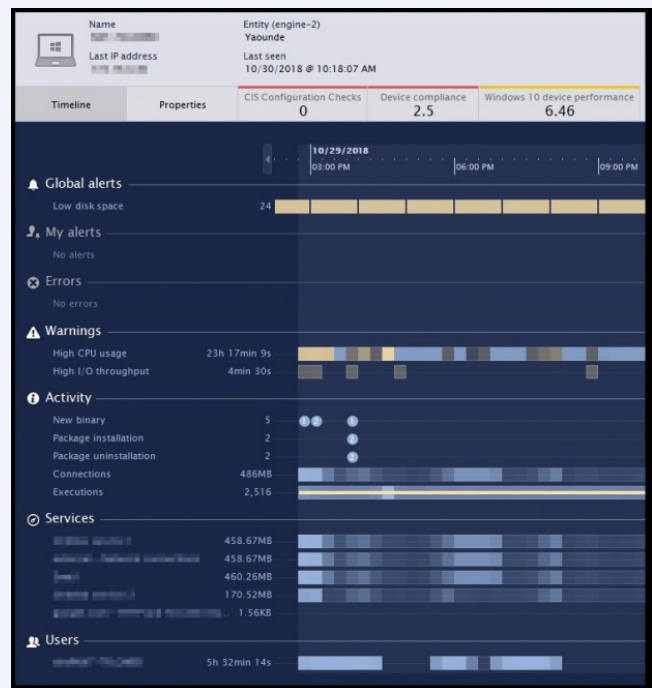 Name
Entity (engine-2)
Yaounde
Last IP address
Last seen
10/30/2018 @ 10:18:07 AM
Timeline
Properties
CIS Configuration Checks
0
Device compliance
2.5
Windows 10 device performance
6.46
10/29/2018
03:00 PM
06:00 PM
09:00 PM
Global alerts
Low disk space 24
My alerts
No alerts
Errors
No errors
Warnings
High CPU usage 23h 17min 9s
High I/O throughput 4min 30s
Activity
New binary 5 1 2 1
Package installation 2 2
Package uninstallation 2 2
Connections 486MB
Executions 2,516
Services
458.67MB
458.67MB
460.26MB
170.52MB
1.56KB
Users
5h 32min 14s